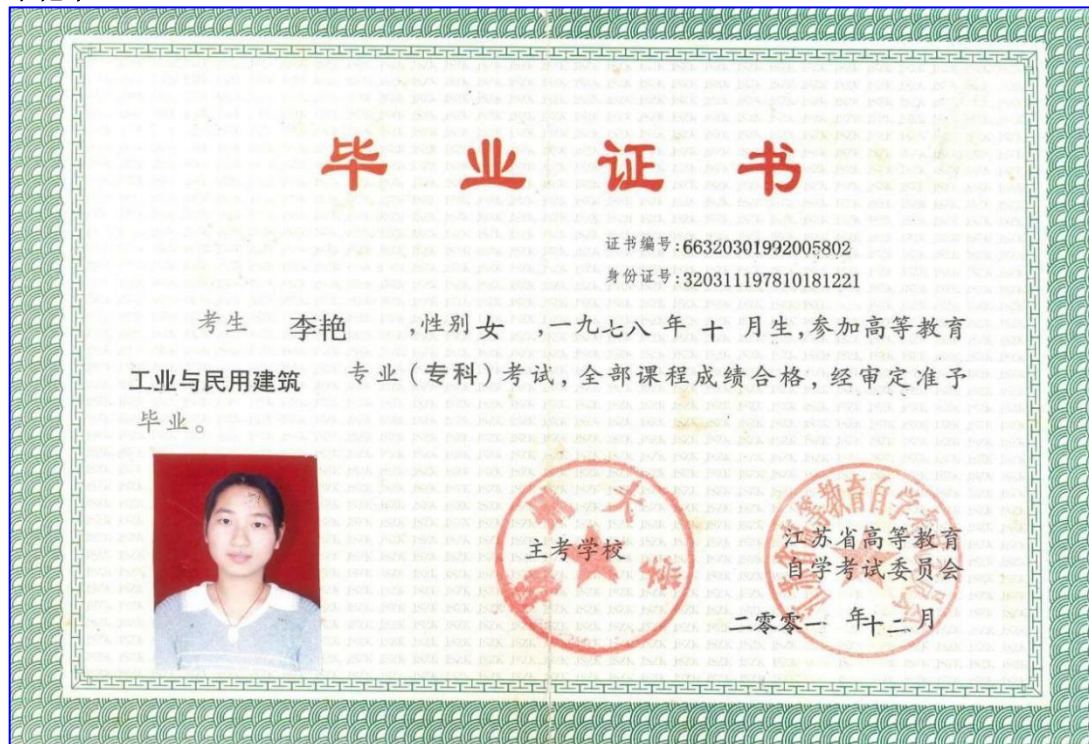 毕业证书
证书编号:66320301992005802
身份证号:320311197810181221
考生 李艳 ,性别 女 ,一九七八 年 十 月生,参加高等教育
工业与民用建筑 专业(专科)考试,全部课程成绩合格,经审定准予
毕业。
主考学校
江苏省高等教育
自学考试委员会
二零零一 年十二月